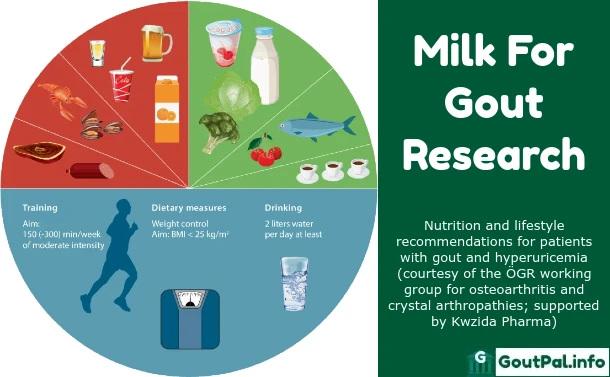 Cola
Training
Aim:
150 (-300) min/week
of moderate intensity
Dietary measures
Weight control
Aim: BMI < 25 kg/m²
Drinking
2 liters water
per day at least
Milk For
Gout
Research
Nutrition and lifestyle
recommendations for patients
with gout and hyperuricemia
(courtesy of the ÖGR working
group for osteoarthritis and
crystal arthropathies; supported
by Kwzida Pharma)
G
GoutPal.info